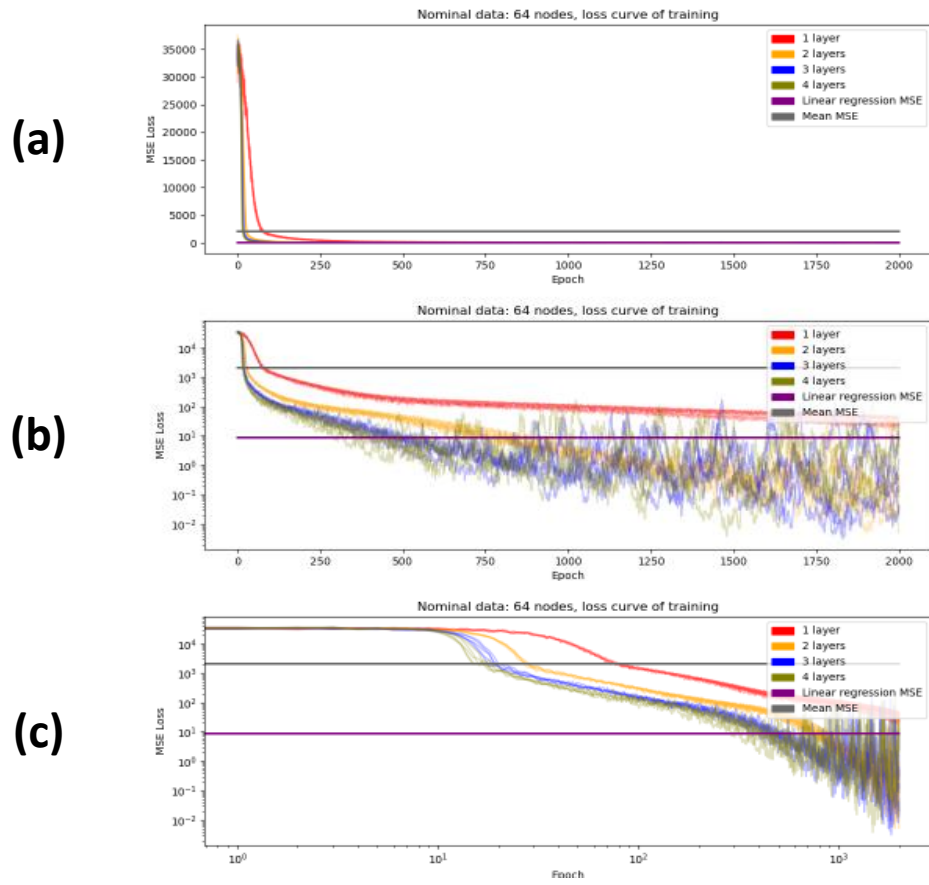 (a)
Nominal data: 64 nodes, loss curve of training
MSE Loss
35000
30000
25000
20000
15000
10000
5000
0
1 layer
2 layers
3 layers
4 layers
Linear regression MSE
Mean MSE
0 250 500 750 1000 1250 1500 1750 2000
Epoch
(b)
Nominal data: 64 nodes, loss curve of training
MSE Loss
10⁴
10³
10²
10¹
10⁰
10⁻¹
10⁻²
1 layer
2 layers
3 layers
4 layers
Linear regression MSE
Mean MSE
0 250 500 750 1000 1250 1500 1750 2000
Epoch
(c)
Nominal data: 64 nodes, loss curve of training
MSE Loss
10⁴
10³
10²
10¹
10⁰
10⁻¹
10⁻²
1 layer
2 layers
3 layers
4 layers
Linear regression MSE
Mean MSE
10⁰ 10¹ 10² 10³
Epoch